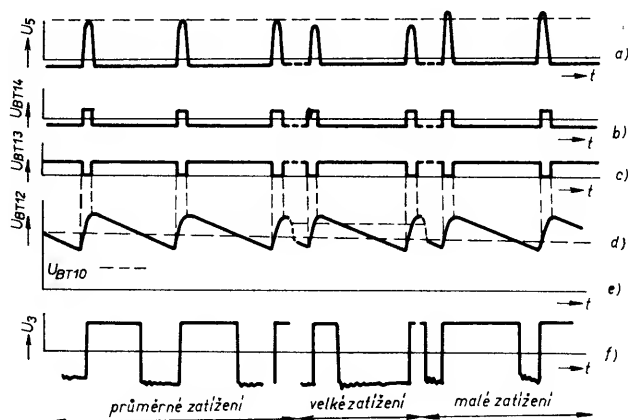 U5
t
a)
UBT14
t
b)
UBT13
t
c)
UBT12
d)
UBT10
e)
t
U3
f)
t
průměrné zatížení
velké zatížení
malé zatížení